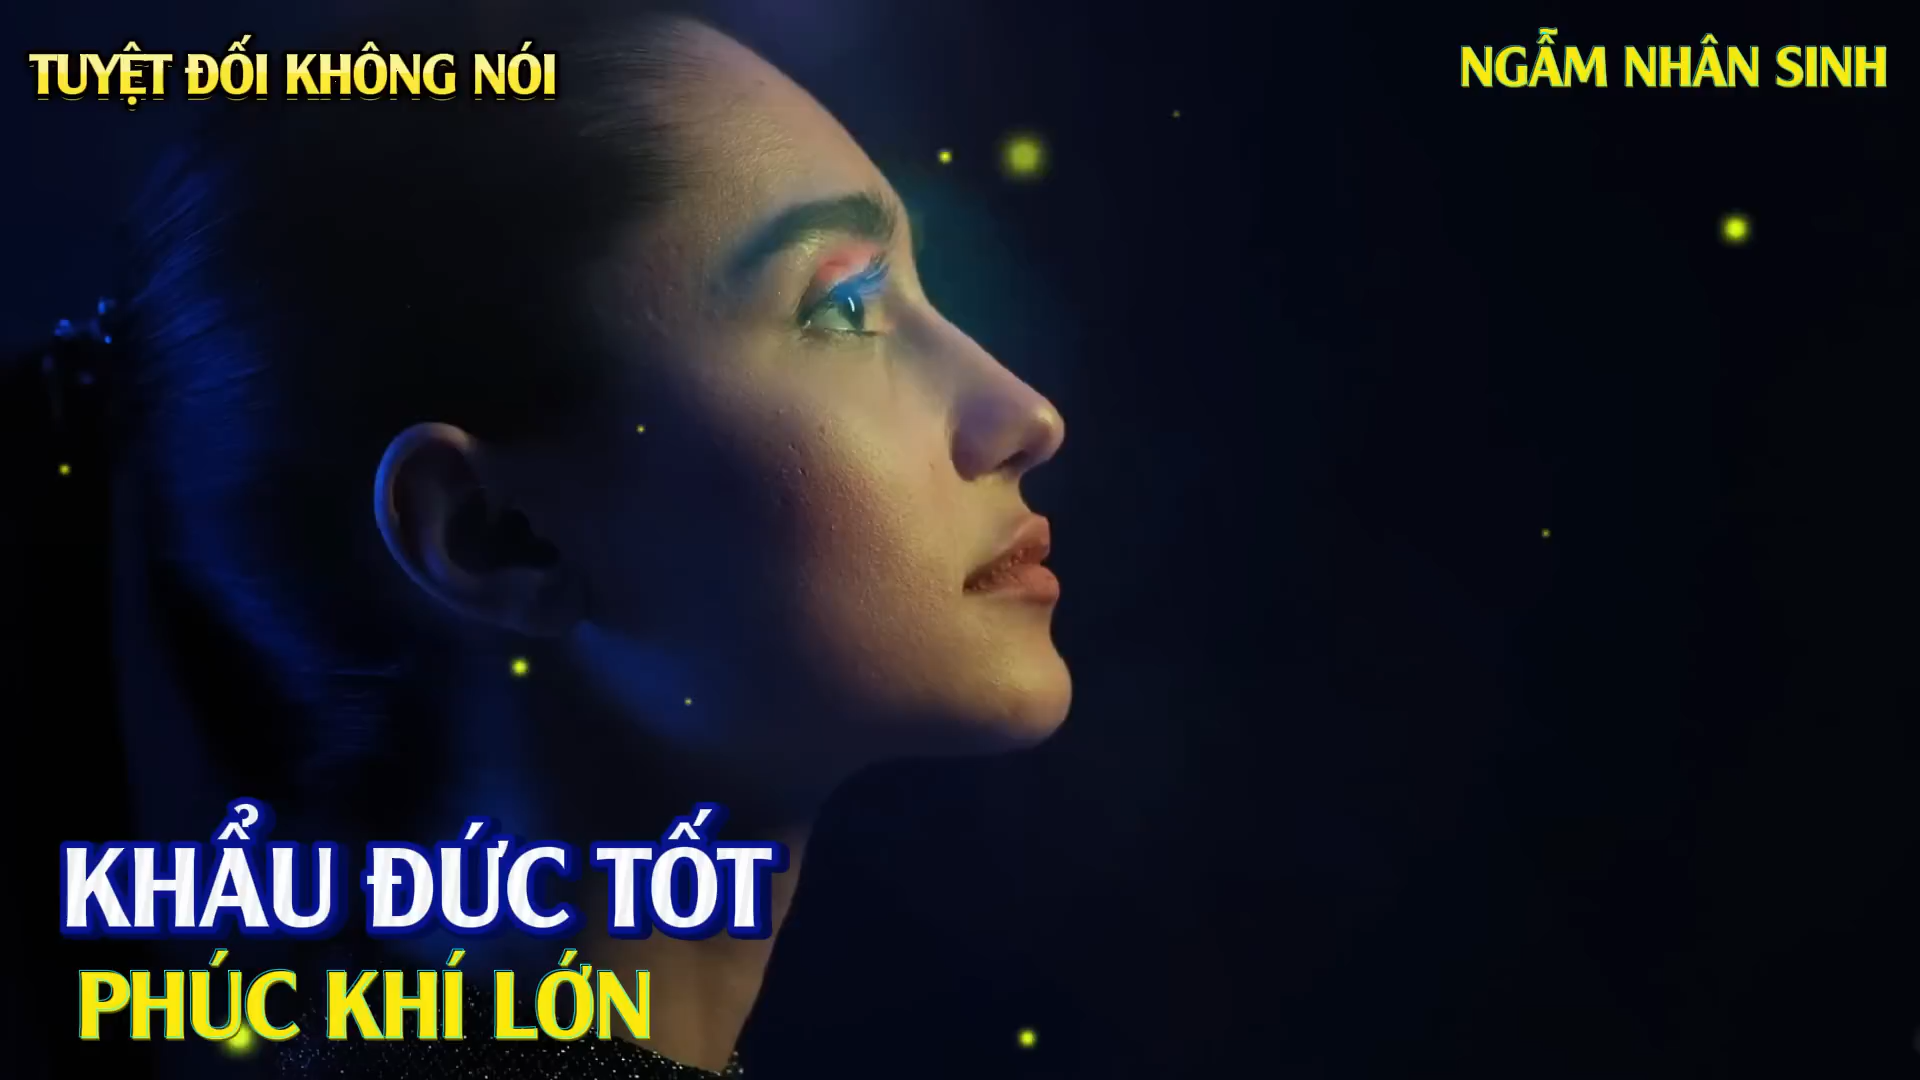 TUYỆT ĐỐI KHÔNG NÓI
NGẪM NHÂN SINH
KHẨU ĐỨC TỐT
PHÚC KHÍ LỚN